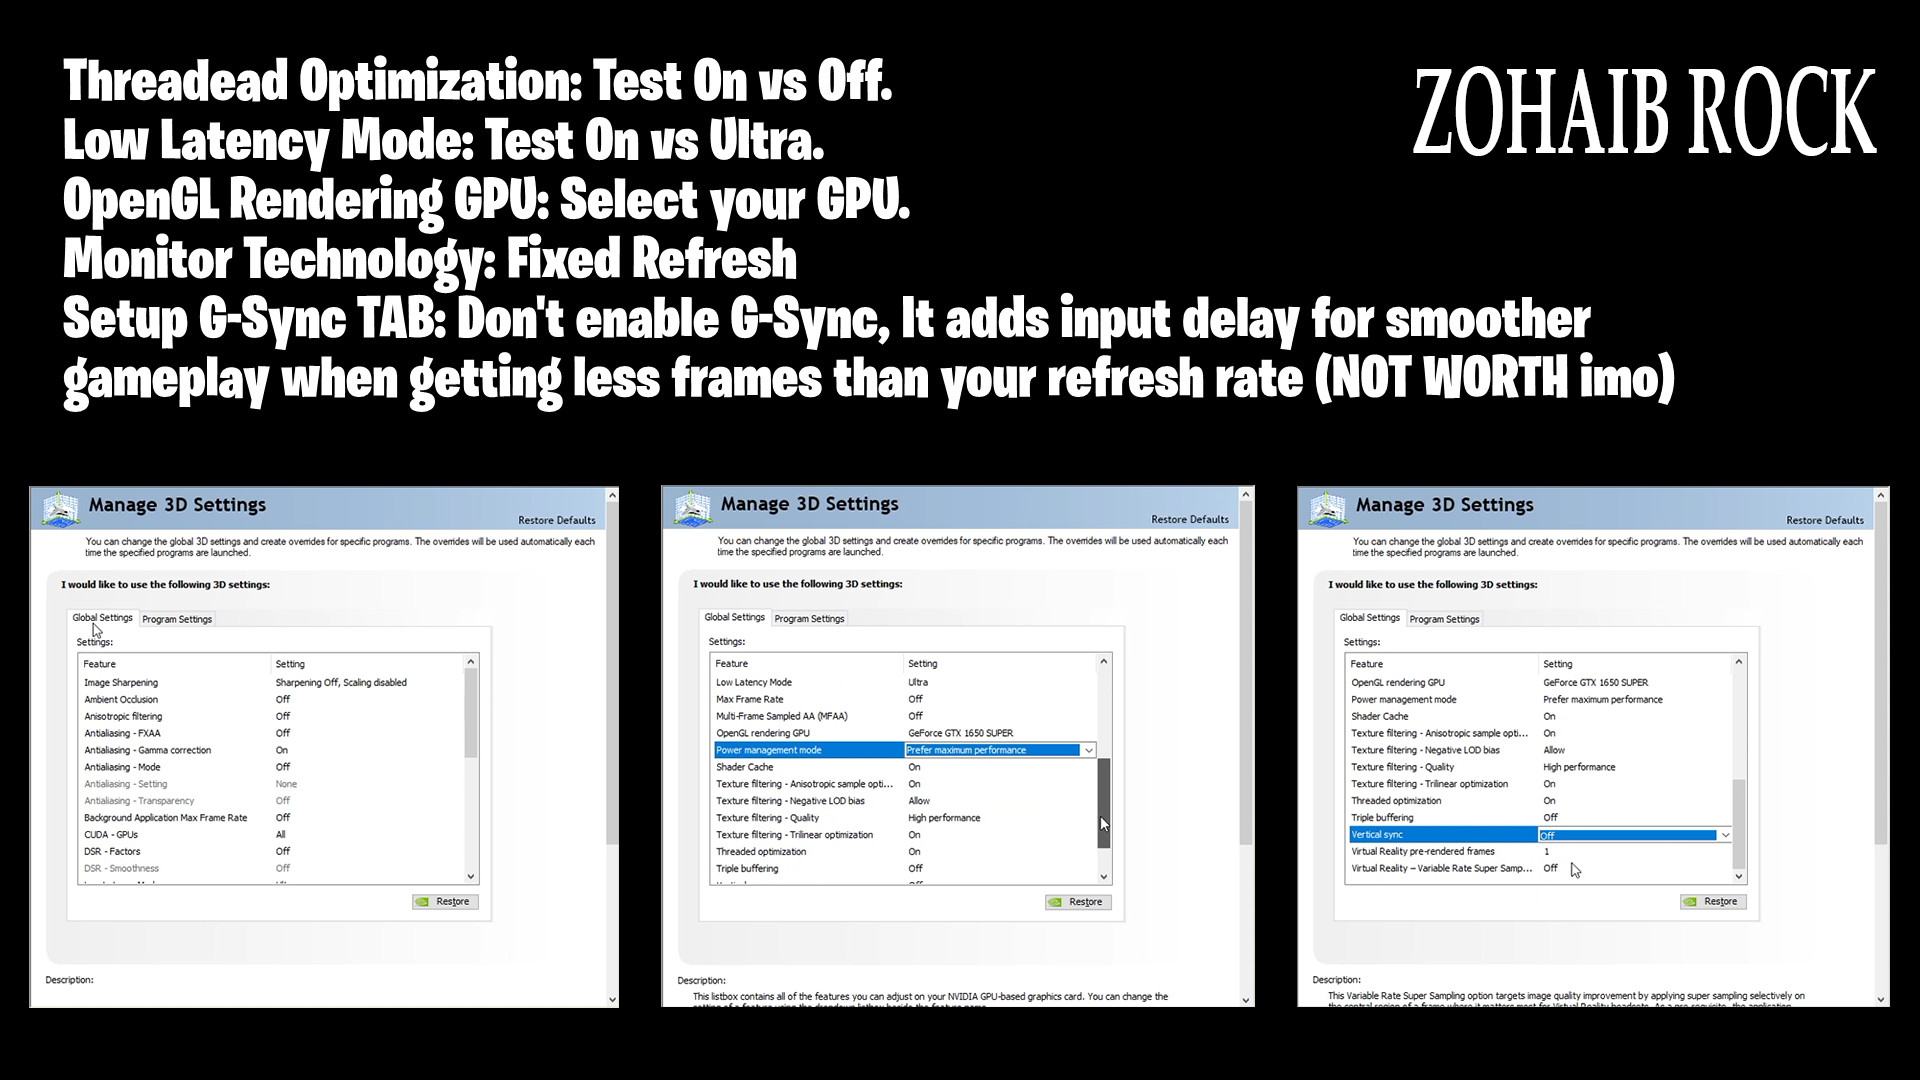 Threadead Optimization: Test On vs Off.
Low Latency Mode: Test On vs Ultra.
OpenGL Rendering GPU: Select your GPU.
Monitor Technology: Fixed Refresh
Setup G-Sync TAB: Don't enable G-Sync, It adds input delay for smoother
gameplay when getting less frames than your refresh rate (NOT WORTH imo)
ZOHAIB ROCK
Manage 3D Settings
Restore Defaults
You can change the global 3D settings and create overrides for specific programs. The overrides will be used automatically each
time the specified programs are launched.
I would like to use the following 3D settings:
Global Settings Program Settings
Settings:
Feature Setting
Image Sharpening Sharpening Off, Scaling disabled
Ambient Occlusion Off
Anisotropic filtering Off
Antialiasing - FXAA Off
Antialiasing - Gamma correction On
Antialiasing - Mode Off
Antialiasing - Setting None
Antialiasing - Transparency Off
Background Application Max Frame Rate Off
CUDA - GPUs All
DSR - Factors Off
DSR - Smoothness Off
Restore
Description:
Manage 3D Settings
Restore Defaults
You can change the global 3D settings and create overrides for specific programs. The overrides will be used automatically each
time the specified programs are launched.
I would like to use the following 3D settings:
Global Settings Program Settings
Settings:
Feature Setting
Low Latency Mode Ultra
Max Frame Rate Off
Multi-Frame Sampled AA (MFAA) Off
OpenGL rendering GPU GeForce GTX 1650 SUPER
Power management mode Prefer maximum performance
Shader Cache On
Texture filtering - Anisotropic sample opti... On
Texture filtering - Negative LOD bias Allow
Texture filtering - Quality High performance
Texture filtering - Trilinear optimization On
Threaded optimization On
Triple buffering Off
Restore
Description:
This listbox contains all of the features you can adjust on your NVIDIA GPU-based graphics card. You can change the
Manage 3D Settings
Restore Defaults
You can change the global 3D settings and create overrides for specific programs. The overrides will be used automatically each
time the specified programs are launched.
I would like to use the following 3D settings:
Global Settings Program Settings
Settings:
Feature Setting
OpenGL rendering GPU GeForce GTX 1650 SUPER
Power management mode Prefer maximum performance
Shader Cache On
Texture filtering - Anisotropic sample opti... On
Texture filtering - Negative LOD bias Allow
Texture filtering - Quality High performance
Texture filtering - Trilinear optimization On
Threaded optimization On
Triple buffering Off
Vertical sync Off
Virtual Reality pre-rendered frames 1
Virtual Reality – Variable Rate Super Samp... Off
Restore
Description:
This Variable Rate Super Sampling option targets image quality improvement by applying super sampling selectively on